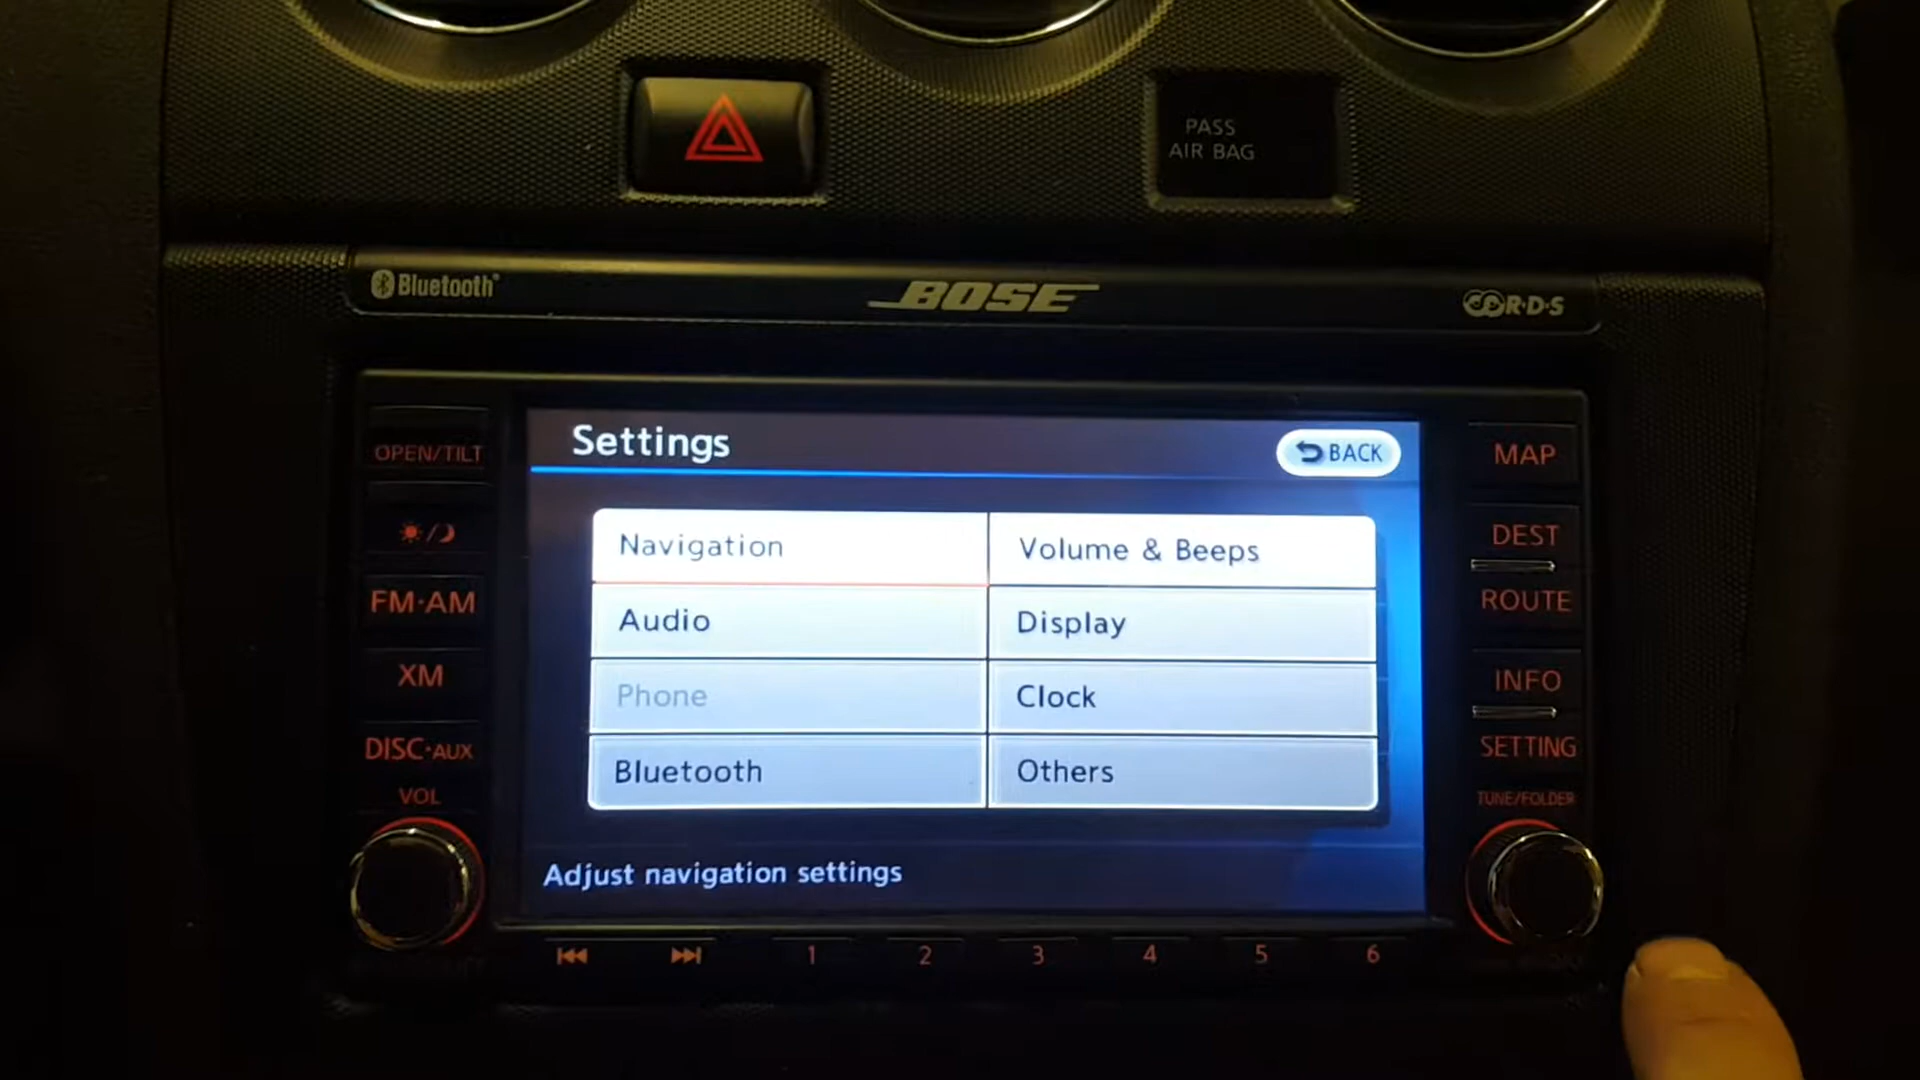 PASS
AIR BAG
Bluetooth®
BOSE
R·D·S
OPEN/TILT
FM·AM
XM
DISC·AUX
VOL
Settings
BACK
Navigation
Volume & Beeps
Audio
Display
Phone
Clock
Bluetooth
Others
Adjust navigation settings
MAP
DEST
ROUTE
INFO
SETTING
TUNE/FOLDER
1 2 3 4 5 6